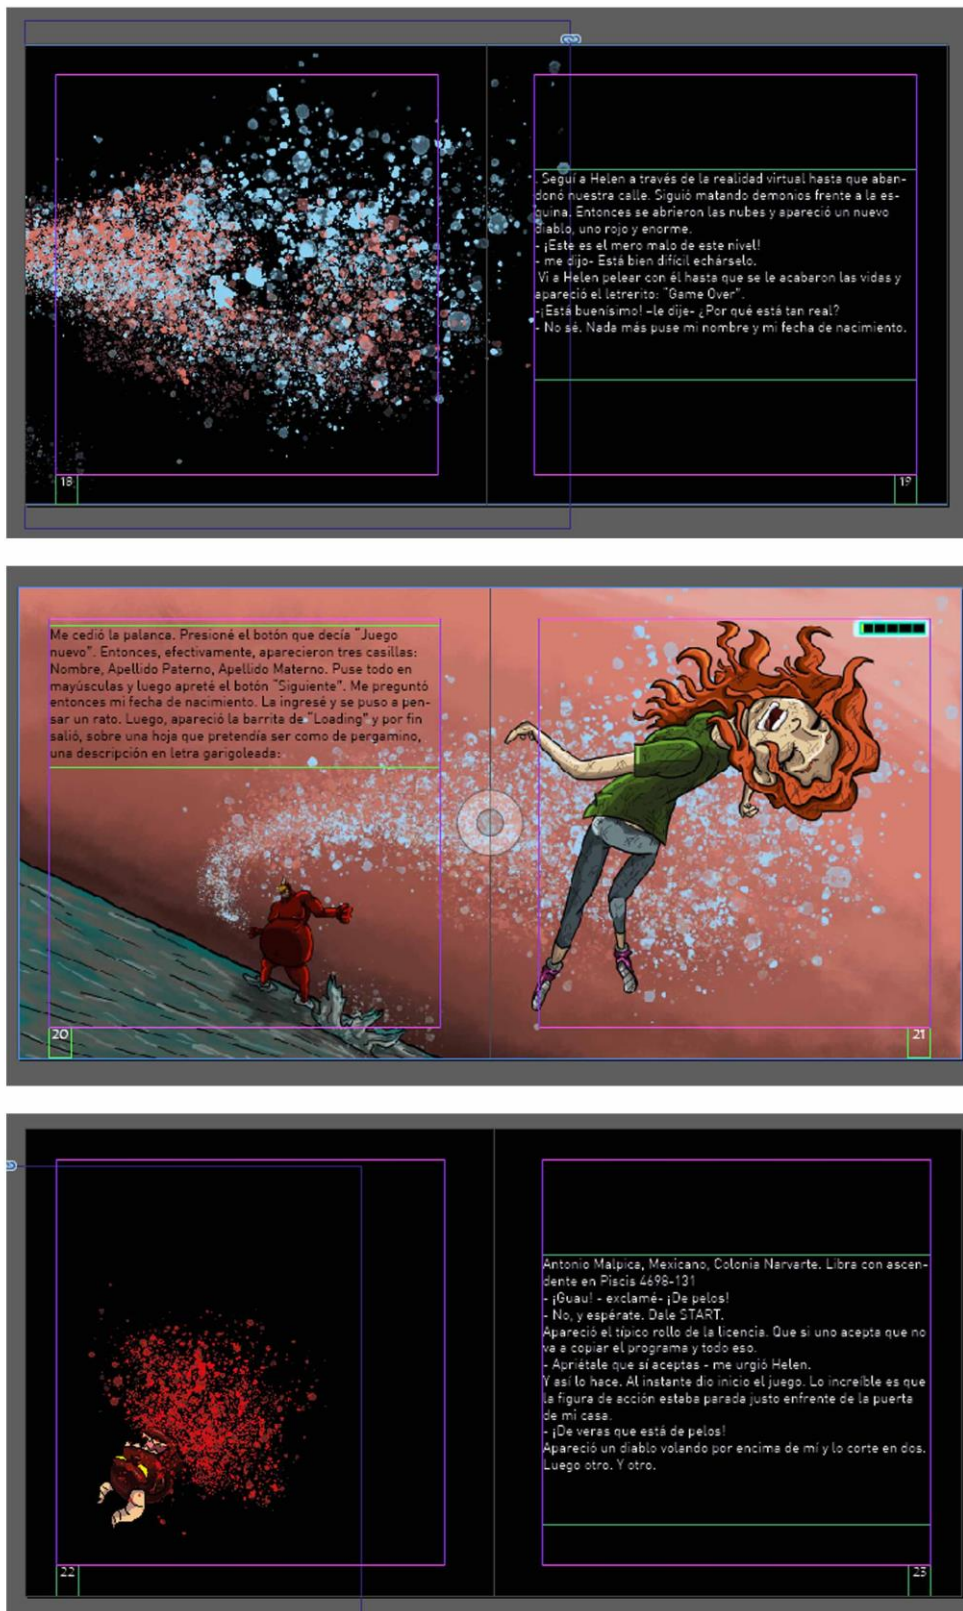 Seguí a Helen a través de la realidad virtual hasta que aban-
donó nuestra calle. Siguió matando demonios frente a la es-
quina. Entonces se abrieron las nubes y apareció un nuevo
diablo, uno rojo y enorme.
- ¡Este es el mero malo de este nivel!
- me dijo- Está bien difícil echárselo.
Vi a Helen pelear con él hasta que se le acabaron las vidas y
apareció el letrerito: "Game Over".
-¡Está buenísimo! -le dije- ¿Por qué está tan real?
- No sé. Nada más puse mi nombre y mi fecha de nacimiento.
18
19
Me cedió la palanca. Presioné el botón que decía "Juego
nuevo". Entonces, efectivamente, aparecieron tres casillas:
Nombre, Apellido Paterno, Apellido Materno. Puse todo en
mayúsculas y luego apreté el botón "Siguiente". Me preguntó
entonces mi fecha de nacimiento. La ingresé y se puso a pen-
sar un rato. Luego, apareció la barrita de "Loading" y por fin
salió, sobre una hoja que pretendía ser como de pergamino,
una descripción en letra garigoleada:
20
21
Antonio Malpica, Mexicano, Colonia Narvarte. Libra con ascen-
dente en Piscis 4698-131
- ¡Guau! - exclamé- ¡De pelos!
- No, y espérate. Dale START.
Apareció el típico rollo de la licencia. Que si uno acepta que no
va a copiar el programa y todo eso.
- Apriétale que sí aceptas - me urgió Helen.
Y así lo hace. Al instante dio inicio el juego. Lo increíble es que
la figura de acción estaba parada justo enfrente de la puerta
de mi casa.
- ¡De veras que está de pelos!
Apareció un diablo volando por encima de mí y lo corte en dos.
Luego otro. Y otro.
22
23